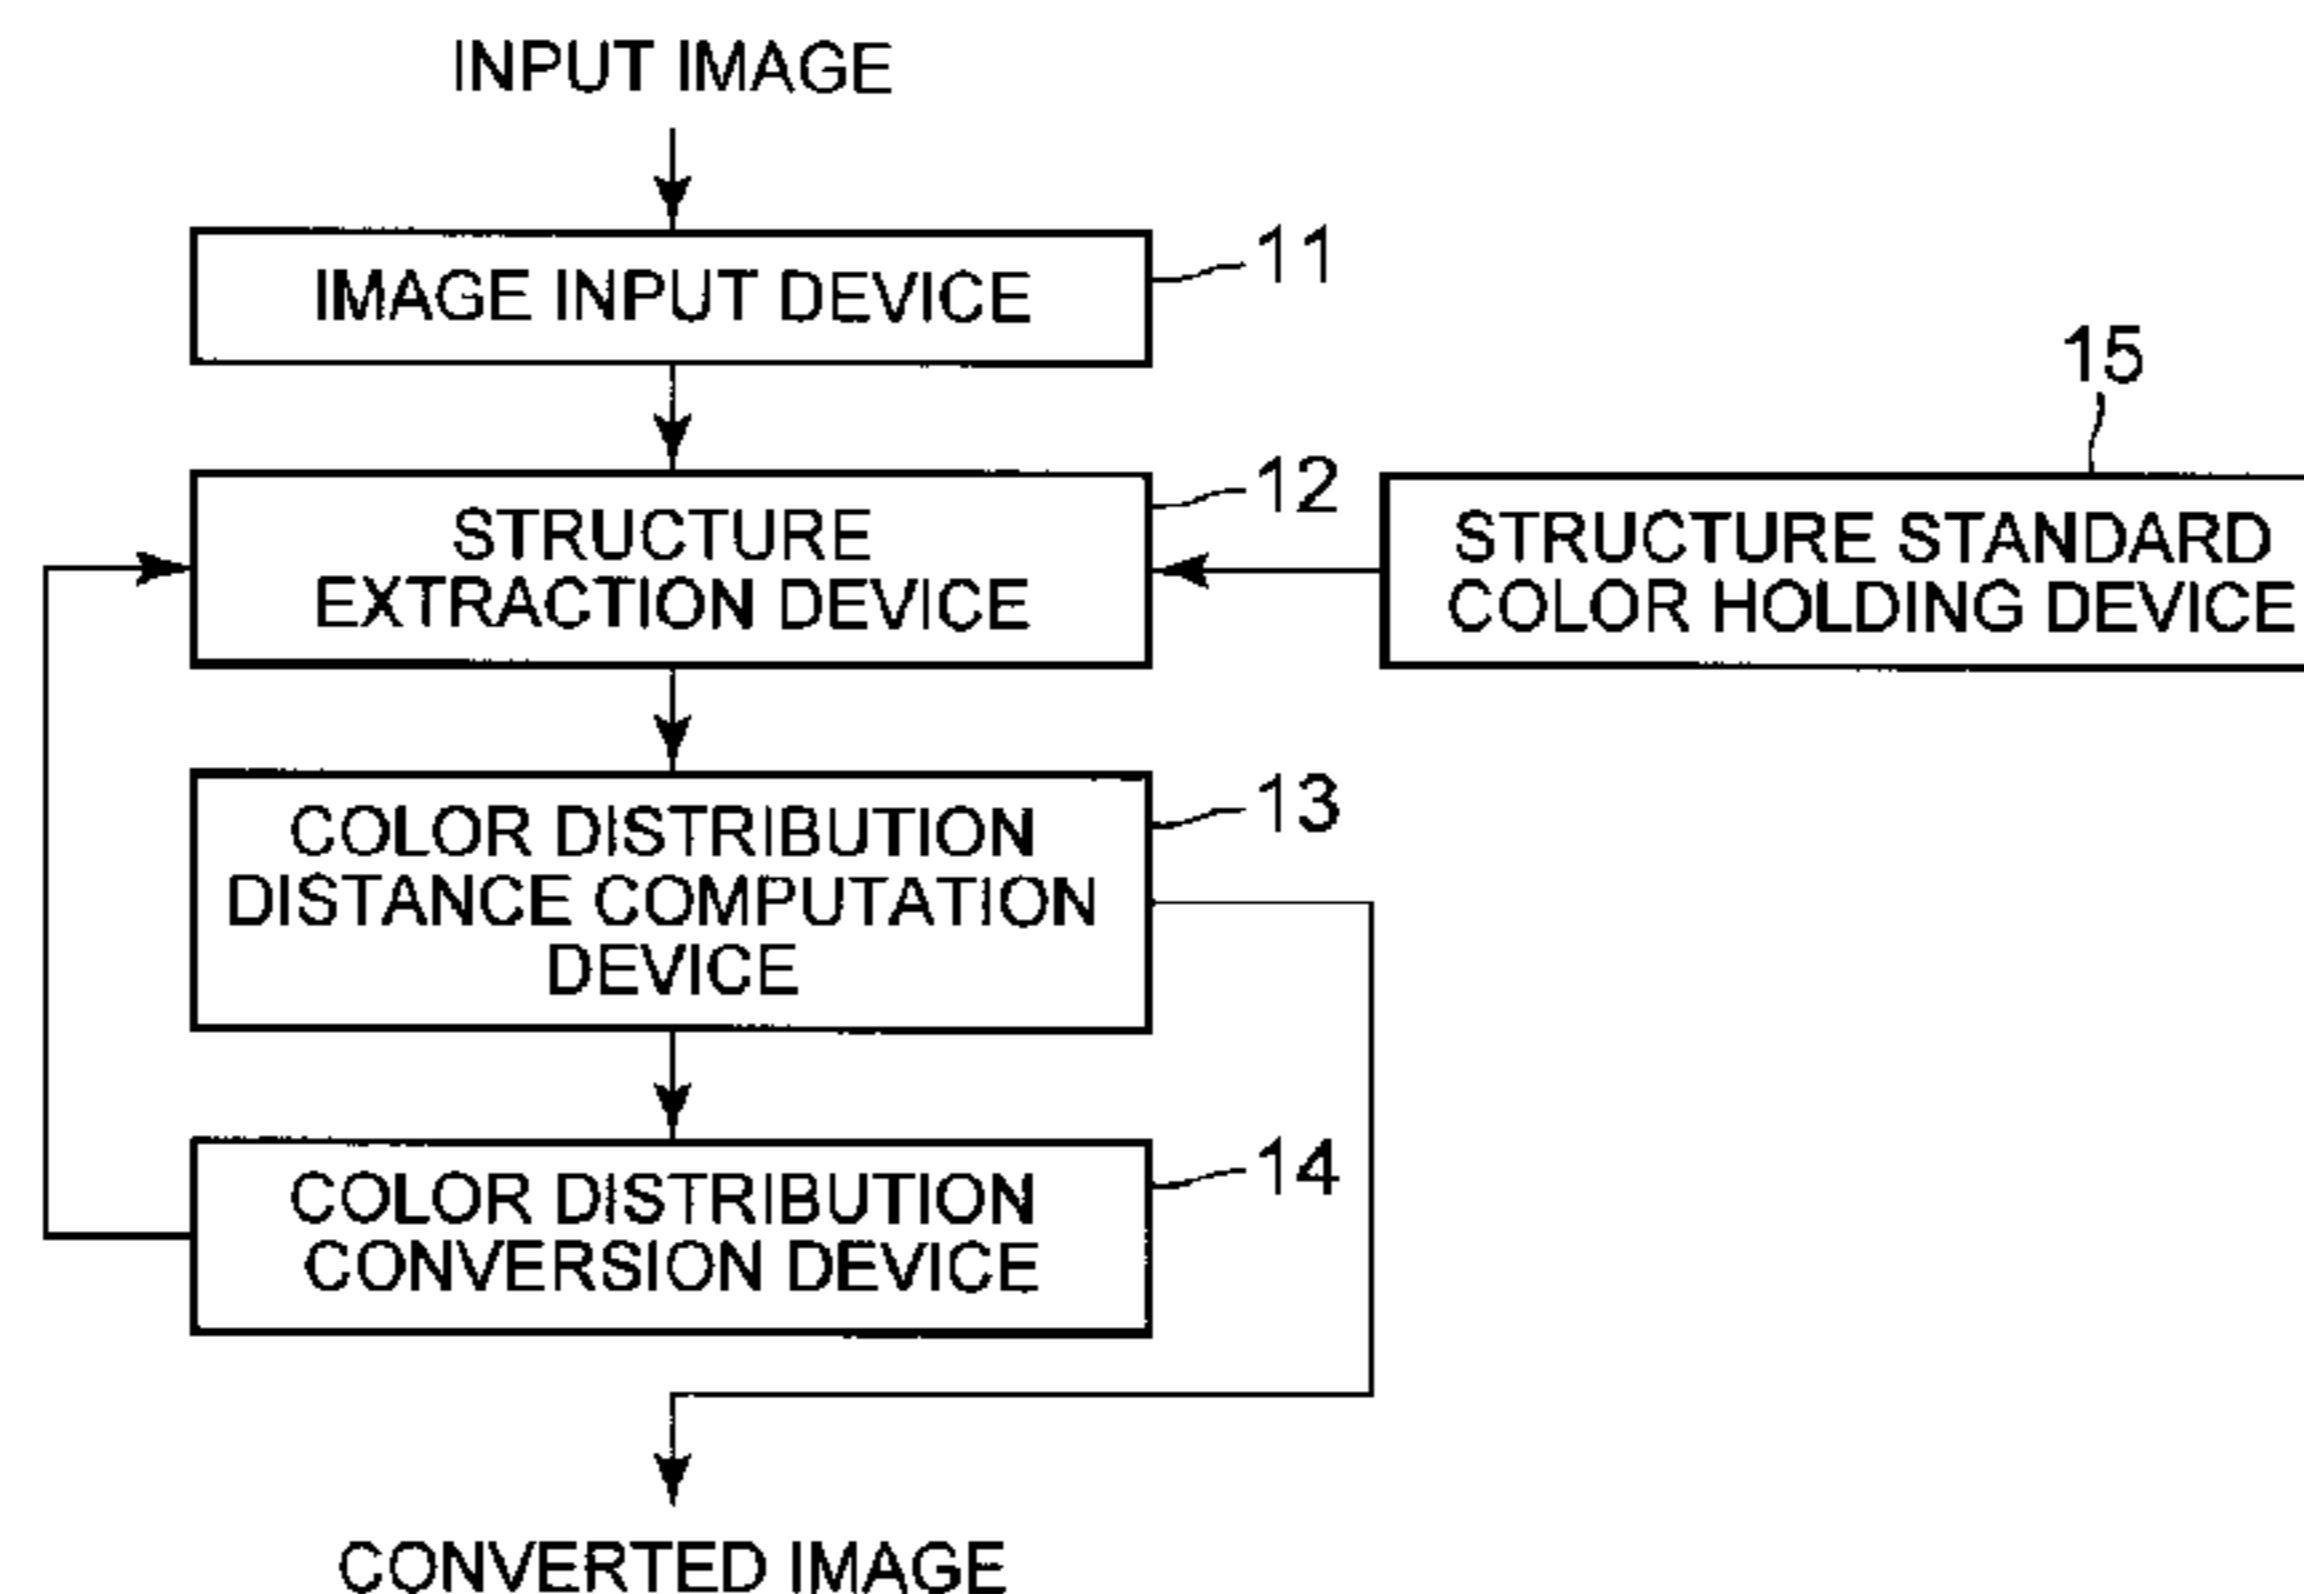 INPUT IMAGE
IMAGE INPUT DEVICE
11
15
12
STRUCTURE
EXTRACTION DEVICE
STRUCTURE STANDARD
COLOR HOLDING DEVICE
13
COLOR DISTRIBUTION
DISTANCE COMPUTATION
DEVICE
14
COLOR DISTRIBUTION
CONVERSION DEVICE
CONVERTED IMAGE